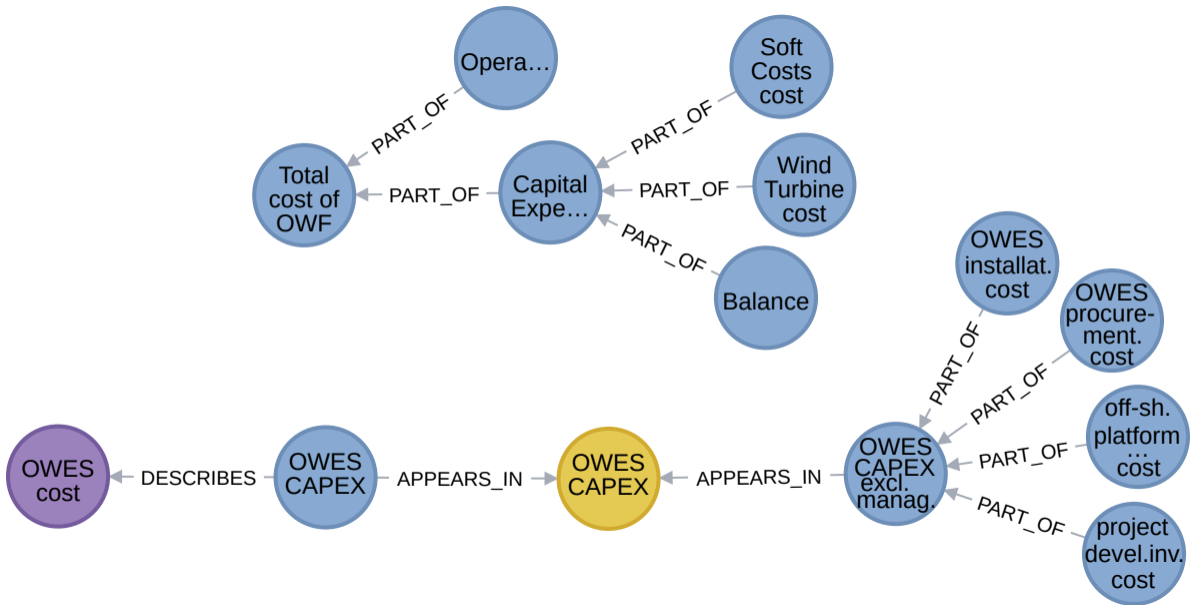 Opera…
PART_OF
Total
cost of
OWF
PART_OF
Capital
Expe…
PART_OF
Soft
Costs
cost
PART_OF
Wind
Turbine
cost
PART_OF
Balance
OWES
installat.
cost
PART_OF
OWES
procure-
ment.
cost
PART_OF
off-sh.
platform
…
cost
PART_OF
project
devel.inv.
cost
PART_OF
OWES
cost
DESCRIBES
OWES
CAPEX
APPEARS_IN
OWES
CAPEX
APPEARS_IN
OWES
CAPEX
excl.
manag.